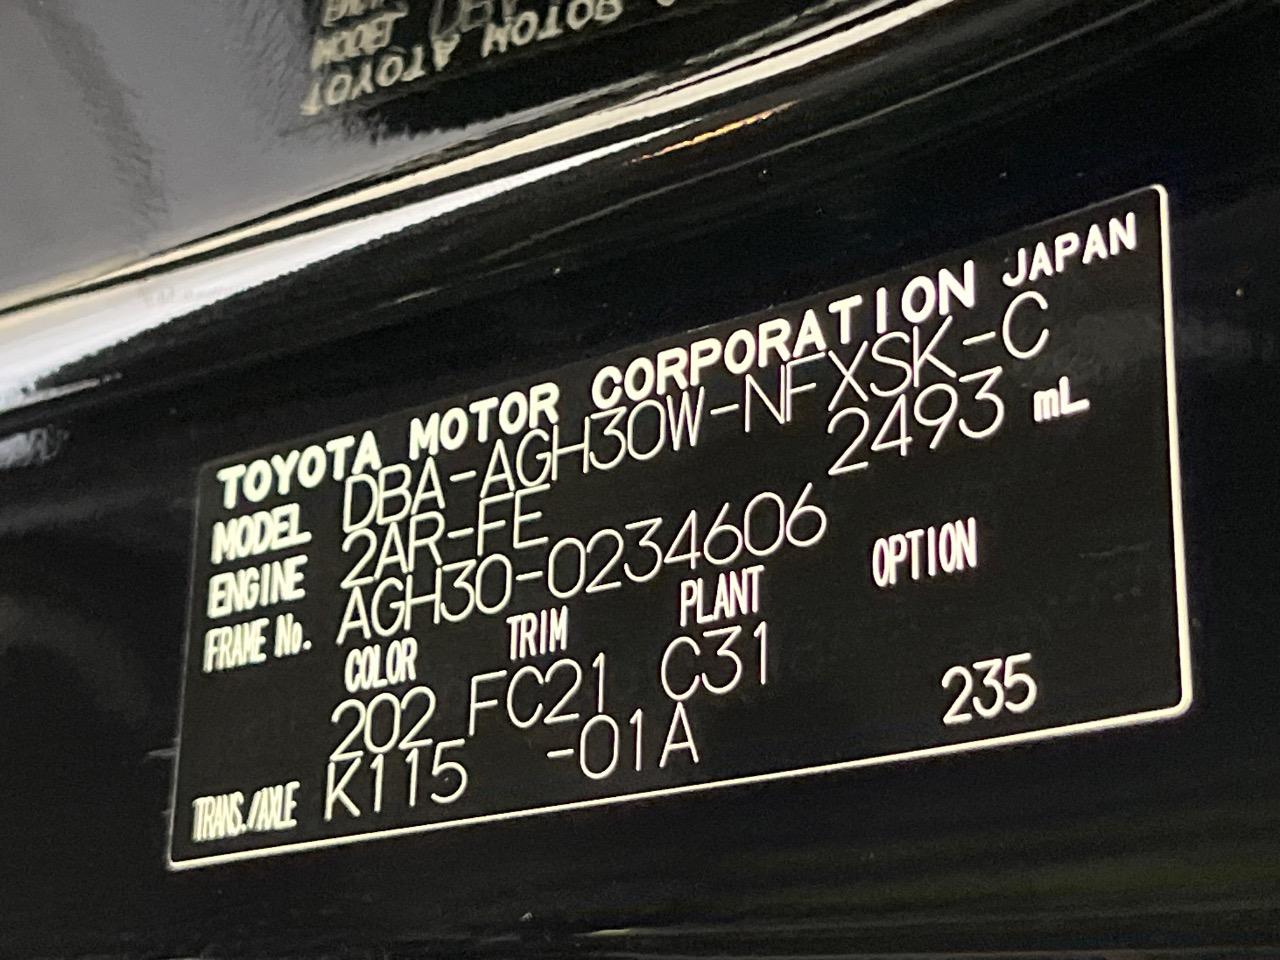 TOYOTA MOTOR CORPORATION JAPAN
MODEL DBA-AGH30W-NFXSK-C
ENGINE 2AR-FE 2493 mL
FRAME No. AGH30-0234606
COLOR TRIM PLANT OPTION
202 FC21 C31
TRANS./AXLE K115 -01A 235